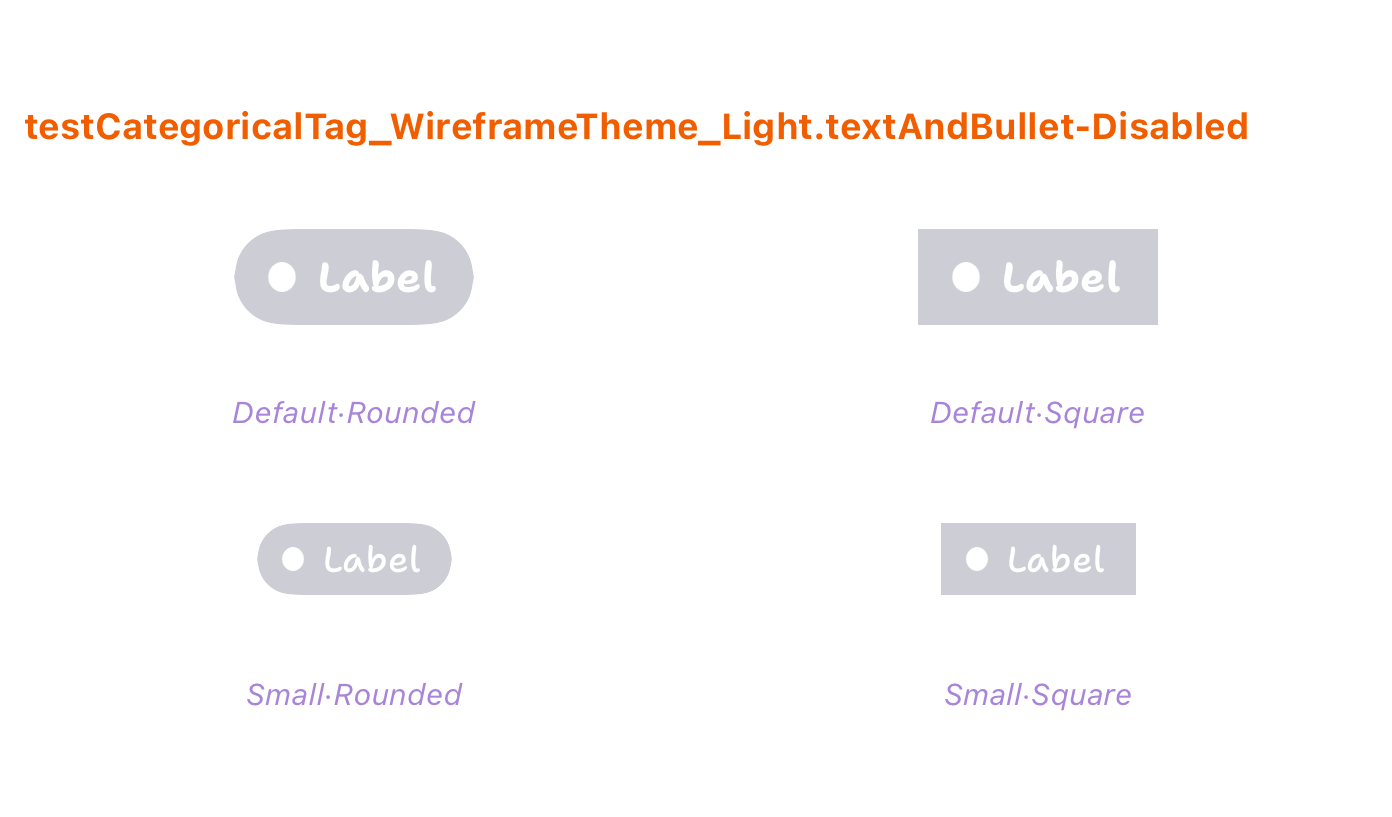 testCategoricalTag_WireframeTheme_Light.textAndBullet-Disabled
Label
Label
Default·Rounded
Default·Square
Label
Label
Small·Rounded
Small·Square